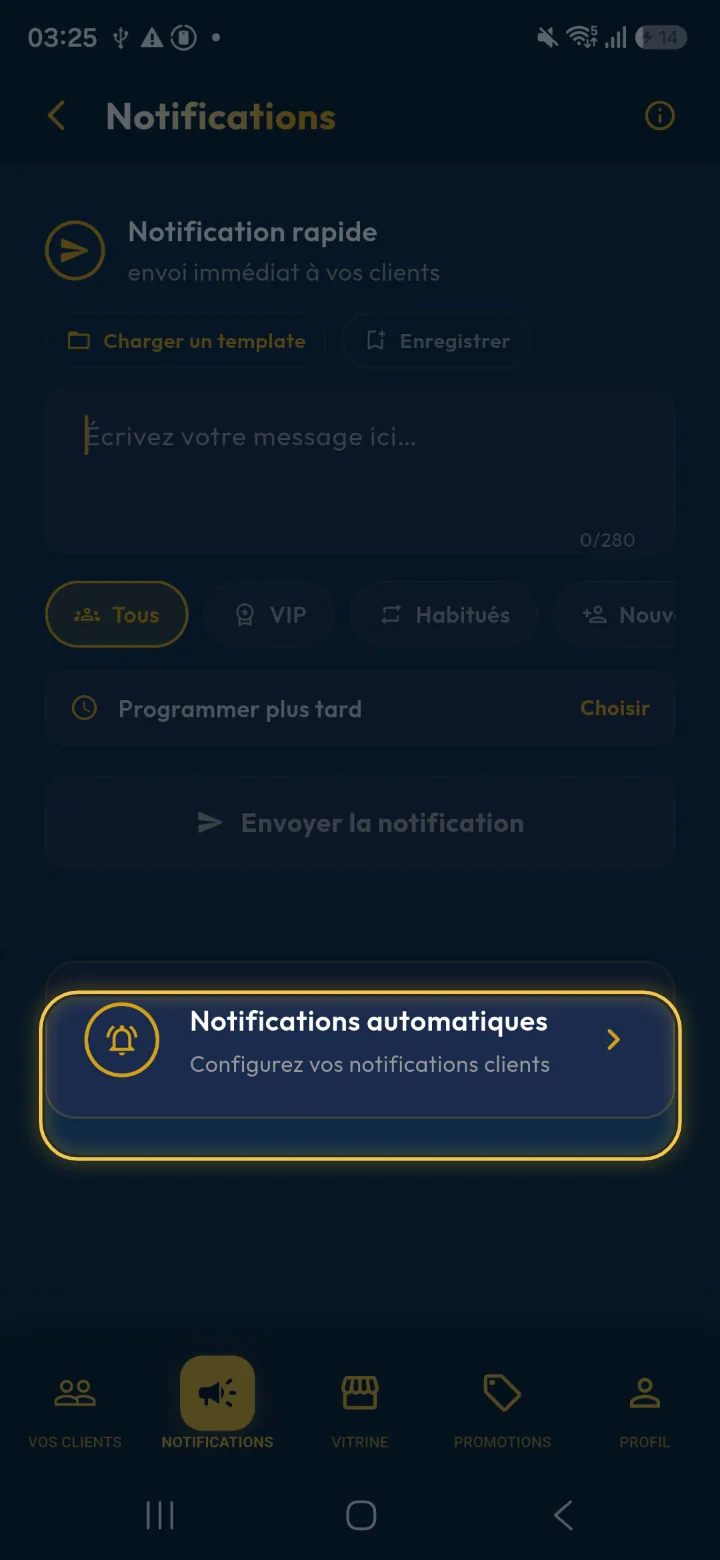 03:25
14
Notifications
Notification rapide
envoi immédiat à vos clients
Charger un template
Enregistrer
Écrivez votre message ici...
0/280
Tous
VIP
Habitués
Nouv
Programmer plus tard
Choisir
Envoyer la notification
Notifications automatiques
Configurez vos notifications clients
VOS CLIENTS
NOTIFICATIONS
VITRINE
PROMOTIONS
PROFIL